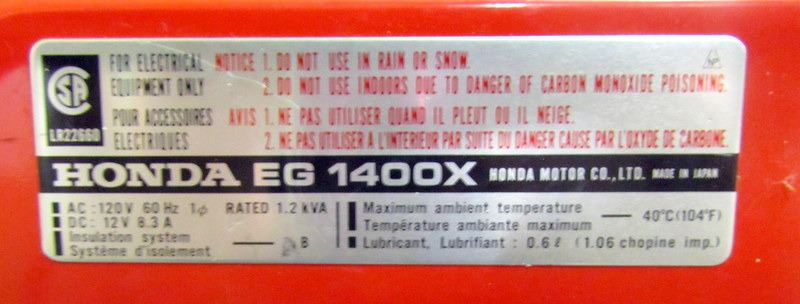 FOR ELECTRICAL NOTICE 1. DO NOT USE IN RAIN OR SNOW.
EQUIPMENT ONLY 2. DO NOT USE INDOORS DUE TO DANGER OF CARBON MONOXIDE POISONING.
POUR ACCESSOIRES AVIS 1. NE PAS UTILISER QUAND IL PLEUT OU IL NEIGE.
ELECTRIQUES 2. NE PAS UTILISER A L'INTERIEUR PAR SUITE DU DANGER CAUSE PAR L'OXYDE DE CARBONE.
CSA
LR22660
NP
HONDA EG 1400X HONDA MOTOR CO., LTD. MADE IN JAPAN
AC : 120V 60 Hz 1ϕ RATED 1.2 kVA
DC : 12V 8.3 A
Insulation system
Système d'isolement — B
Maximum ambient temperature
Température ambiante maximum — 40°C (104°F)
Lubricant, Lubrifiant : 0.6ℓ (1.06 chopine imp.)